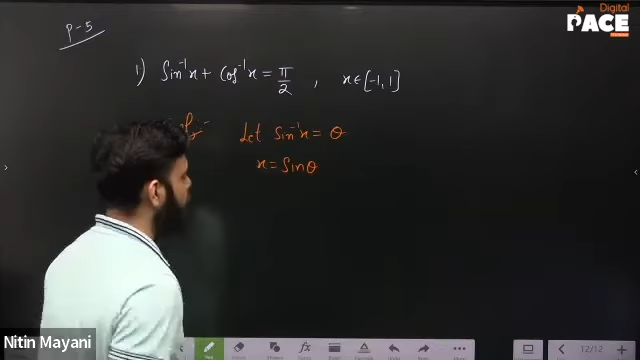 Digital
PACE
P-5
1) Sin⁻¹x + Cos⁻¹x = π/2 , x ∈ [-1, 1]
Let Sin⁻¹x = θ
x = Sinθ
Nitin Mayani
12/12